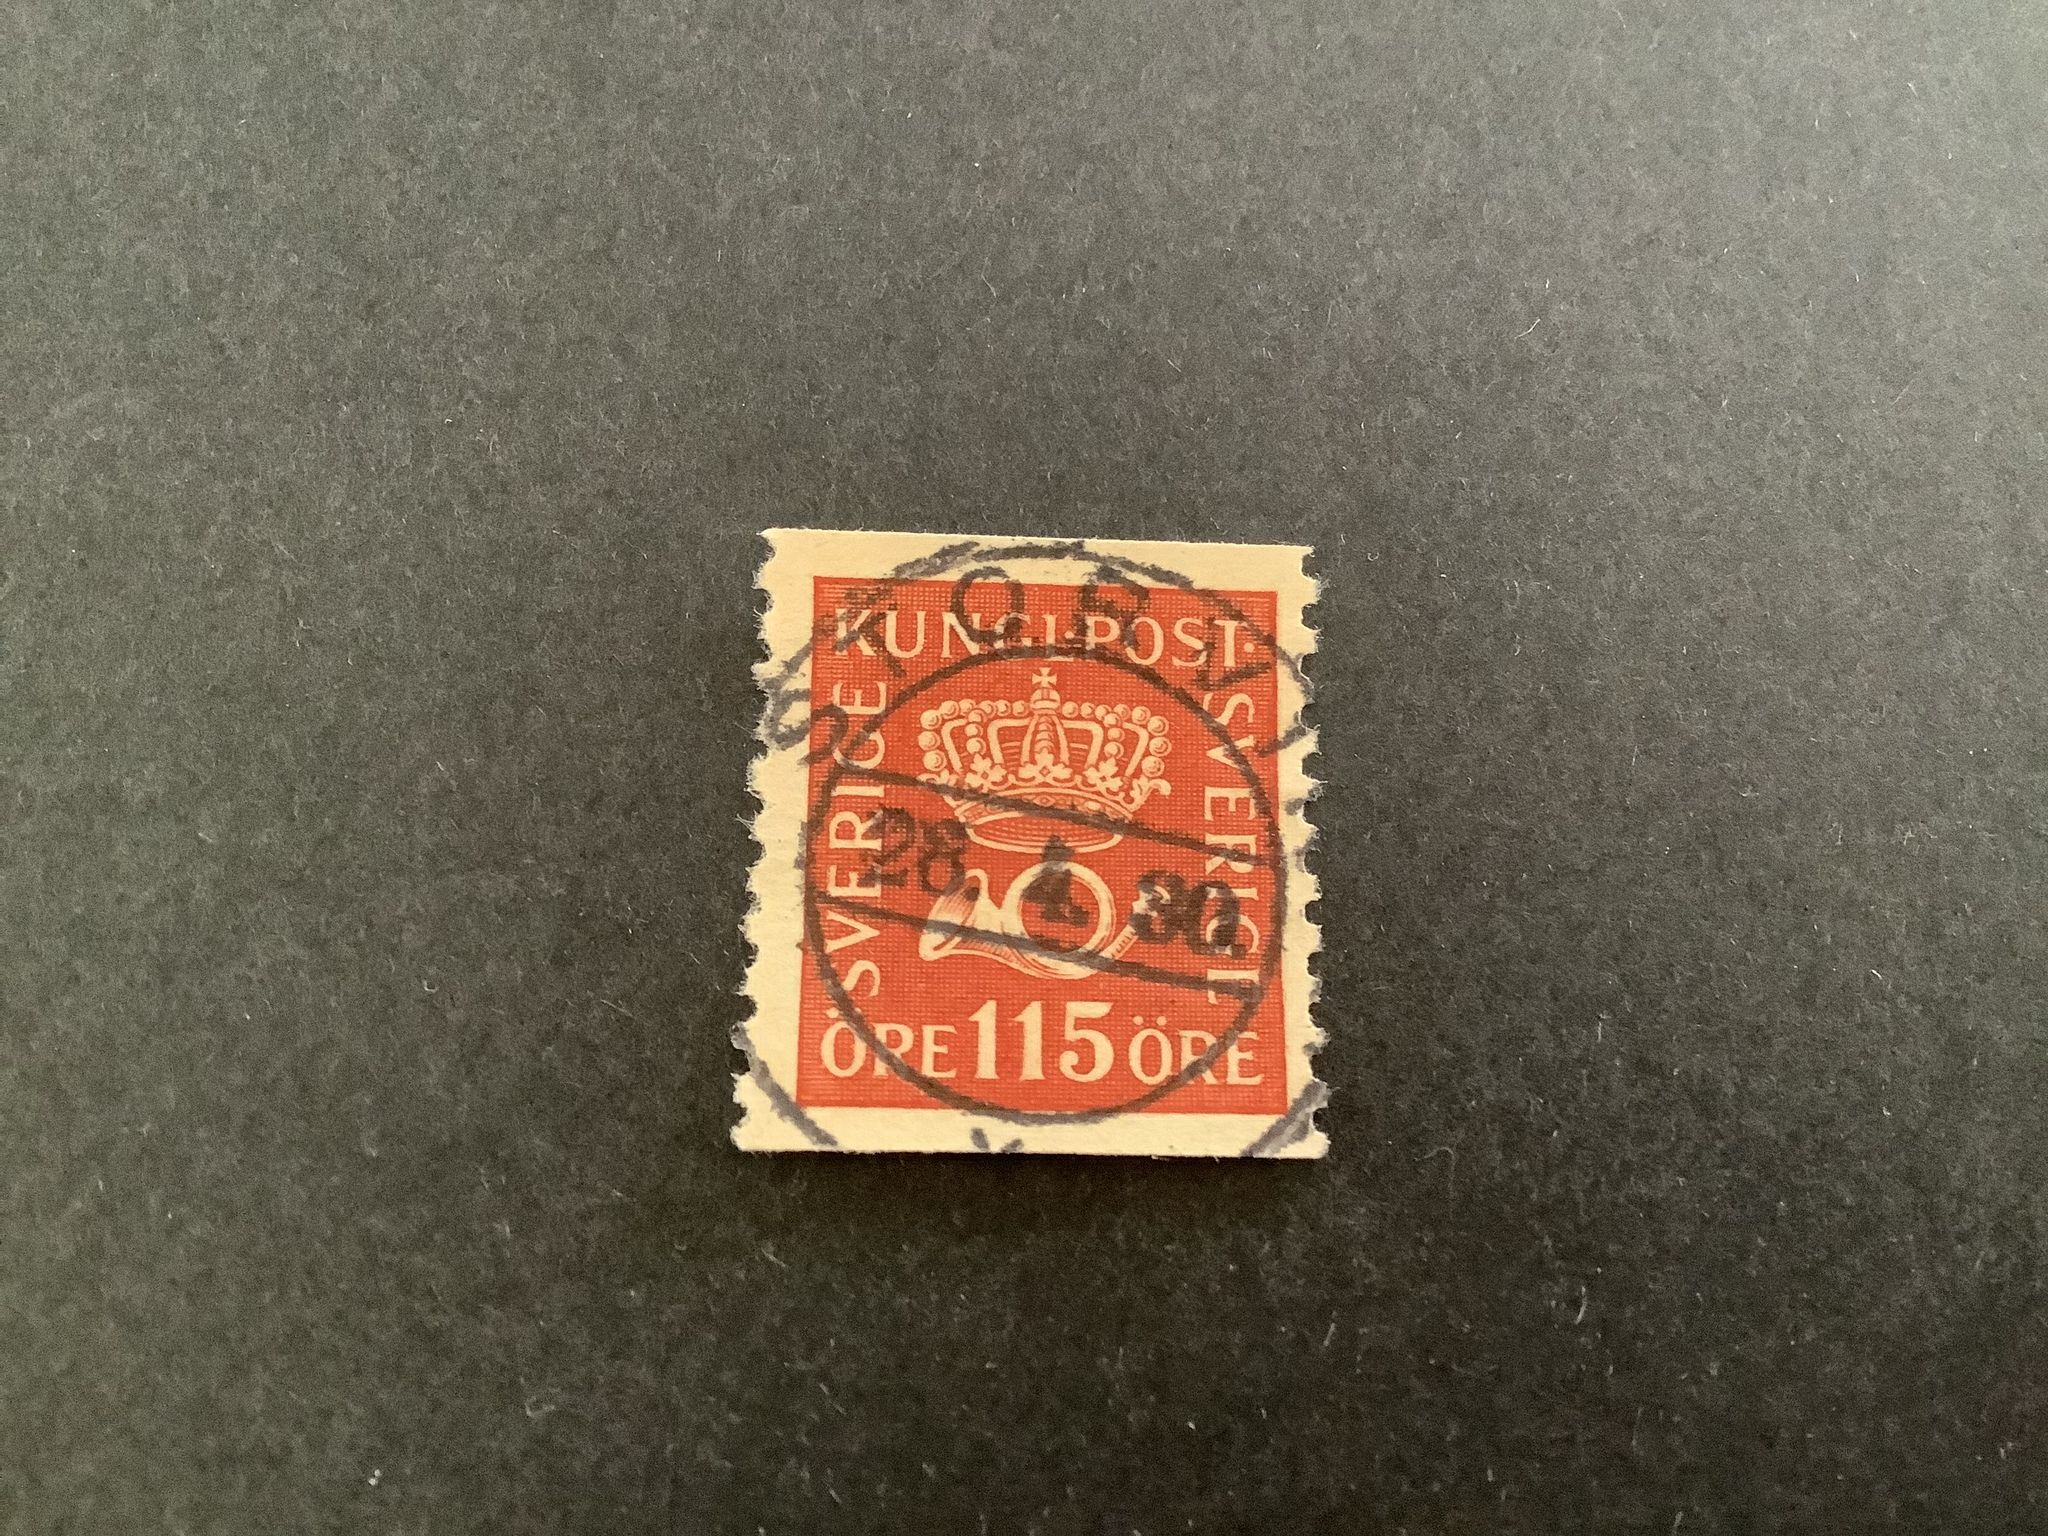 KUNGL·POST·
SVERIGE
SVERIGE
ÖRE 115 ÖRE
28. 4. 30.